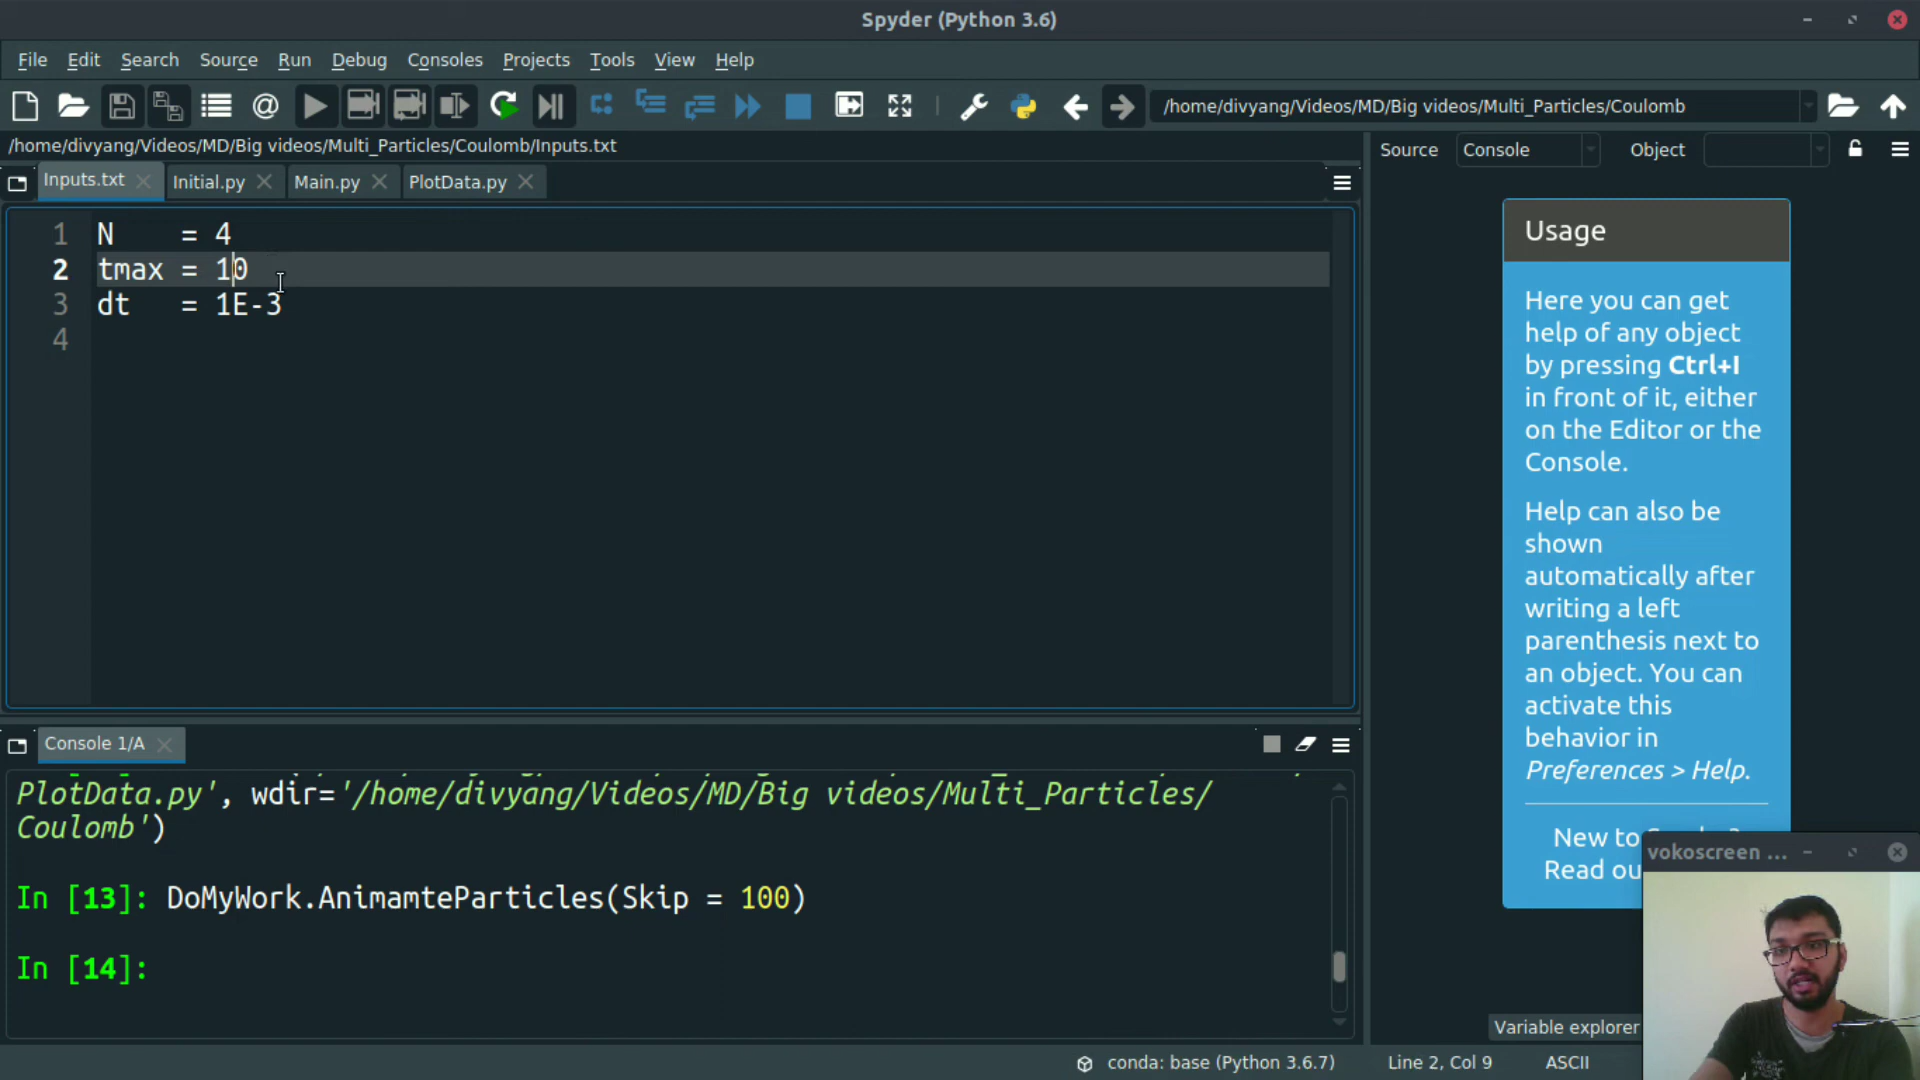 Spyder (Python 3.6)
File Edit Search Source Run Debug Consoles Projects Tools View Help
/home/divyang/Videos/MD/Big videos/Multi_Particles/Coulomb
/home/divyang/Videos/MD/Big videos/Multi_Particles/Coulomb/Inputs.txt
Source Console Object
Inputs.txt Initial.py Main.py PlotData.py
1 N = 4
2 tmax = 10
3 dt = 1E-3
4
Usage
Here you can get
help of any object
by pressing Ctrl+I
in front of it, either
on the Editor or the
Console.
Help can also be
shown
automatically after
writing a left
parenthesis next to
an object. You can
activate this
behavior in
Preferences > Help.
New to
Read ou
Console 1/A
PlotData.py', wdir='/home/divyang/Videos/MD/Big videos/Multi_Particles/
Coulomb')
In [13]: DoMyWork.AnimamteParticles(Skip = 100)
In [14]:
vokoscreen ...
Variable explorer
conda: base (Python 3.6.7) Line 2, Col 9 ASCII